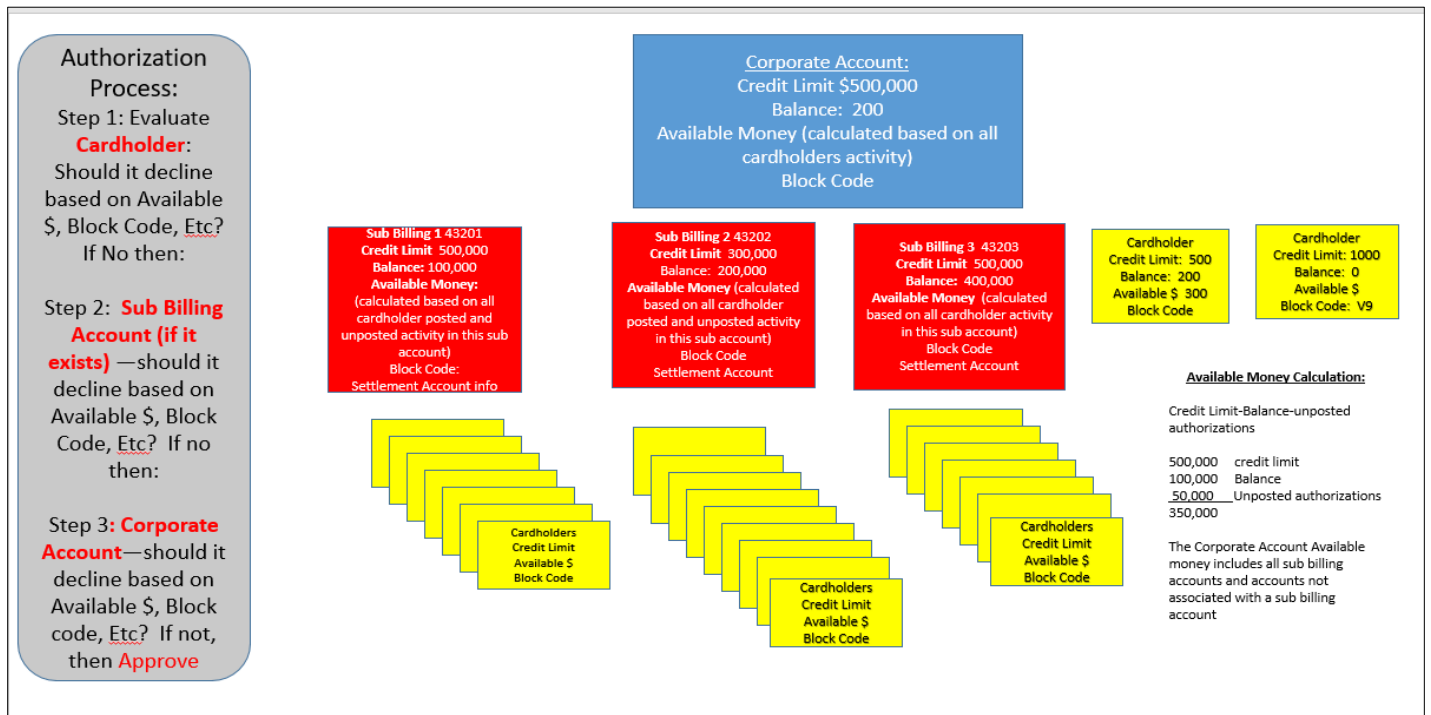 Authorization
Process:
Step 1: Evaluate
Cardholder:
Should it decline
based on Available
$, Block Code, Etc?
If No then:
Step 2:  Sub Billing
Account (if it
exists) —should it
decline based on
Available $, Block
Code, Etc?  If no
then:
Step 3: Corporate
Account—should it
decline based on
Available $, Block
code, Etc?  If not,
then Approve
Corporate Account:
Credit Limit $500,000
Balance:  200
Available Money (calculated based on all
cardholders activity)
Block Code
Sub Billing 1 43201
Credit Limit  500,000
Balance: 100,000
Available Money:
(calculated based on all
cardholder posted and
unposted activity in this sub
account)
Block Code:
Settlement Account info
Sub Billing 2 43202
Credit Limit  300,000
Balance:  200,000
Available Money (calculated
based on all cardholder
posted and unposted activity
in this sub account)
Block Code
Settlement Account
Sub Billing 3  43203
Credit Limit  500,000
Balance:  400,000
Available Money  (calculated
based on all cardholder activity
in this sub account)
Block Code
Settlement Account
Cardholder
Credit Limit:  500
Balance:  200
Available $  300
Block Code
Cardholder
Credit Limit: 1000
Balance:  0
Available $
Block Code:  V9
Cardholders
Credit Limit
Available $
Block Code
Cardholders
Credit Limit
Available $
Block Code
Cardholders
Credit Limit
Available $
Block Code
Available Money Calculation:
Credit Limit-Balance-unposted
authorizations
500,000    credit limit
100,000    Balance
50,000    Unposted authorizations
350,000
The Corporate Account Available
money includes all sub billing
accounts and accounts not
associated with a sub billing
account